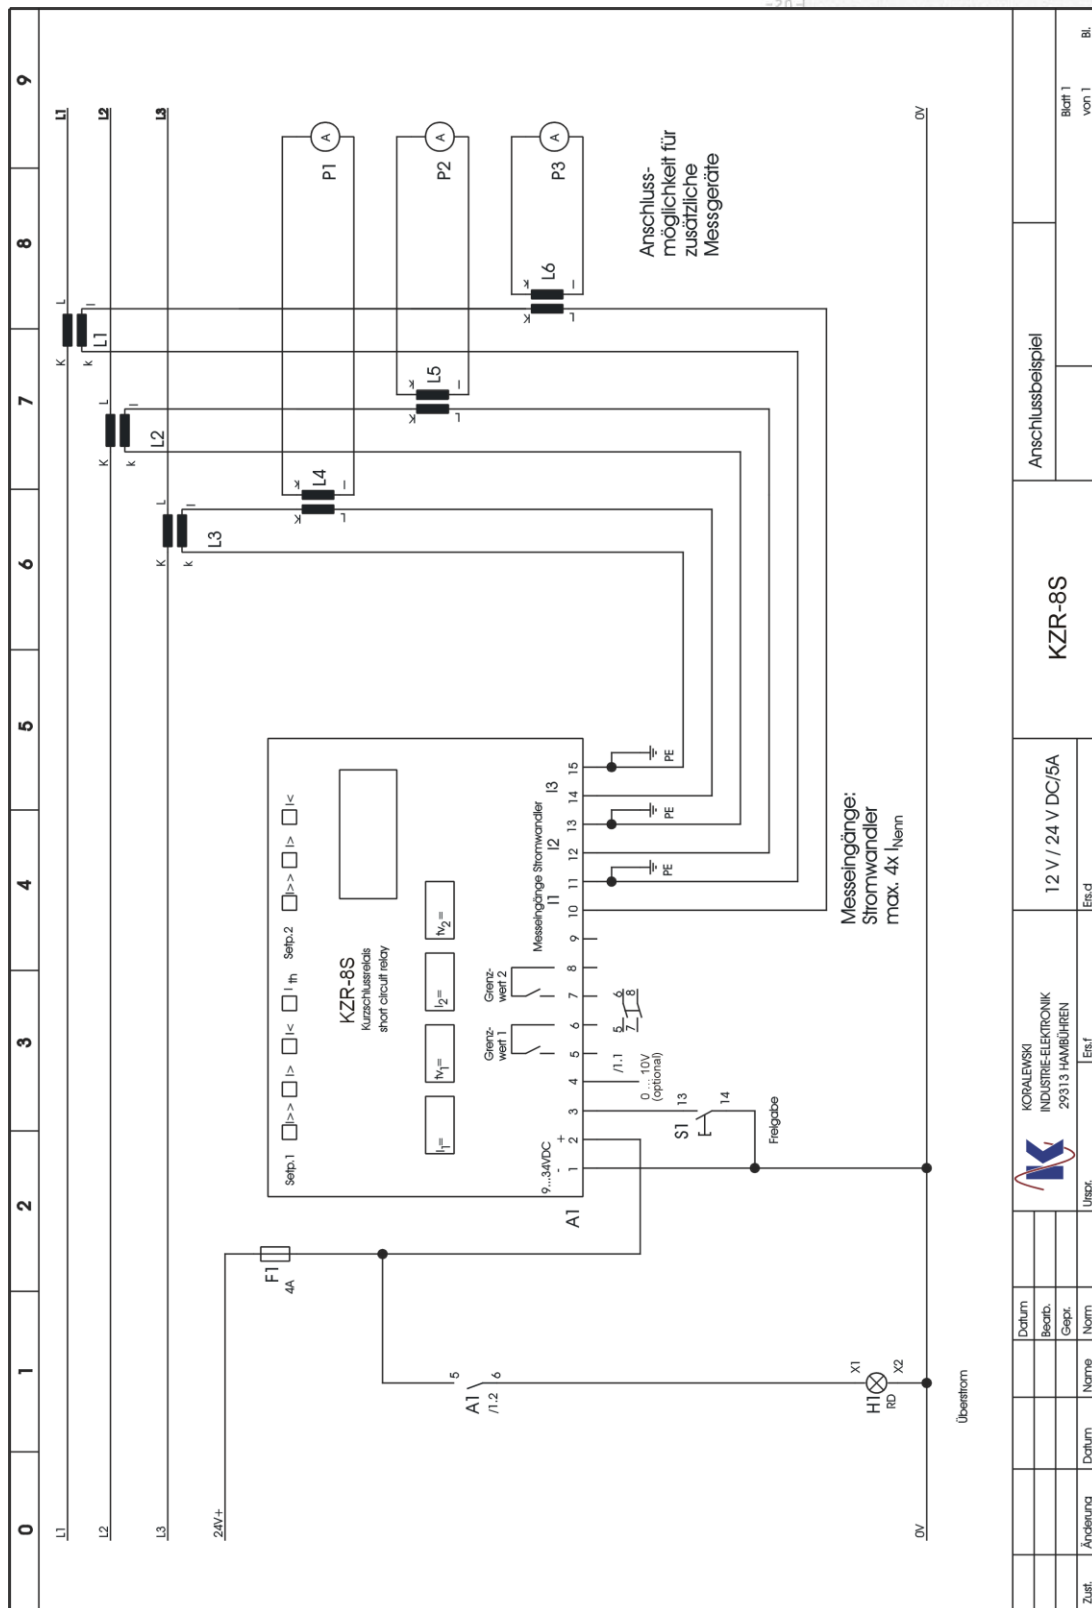 0 1 2 3 4 5 6 7 8 9
L1 L1
L2 L2
L3 L3
K L
k l
L1
K L
k l
L2
K L
k l
L3
24V+
F1
4A
Setp.1 I>> I> I< I th Setp.2 I>> I> I<
KZR-8S
Kurzschlussrelais
short circuit relay
I1= tv1= I2= tv2=
9...34VDC
- +
Grenz-
wert 1
Grenz-
wert 2
Messeingänge Stromwandler
I1 I2 I3
A1
1 2 3 4 5 6 7 8 9 10 11 12 13 14 15
PE PE PE
K k
L4
L l
P1
A
K k
L5
L l
P2
A
K k
L6
L l
P3
A
Anschluss-
möglichkeit für
zusätzliche
Messgeräte
/1.1
0 ... 10V
(optional)
5 6
7 8
S1
13
14
Freigabe
A1
/1.2
5
6
Messeingänge:
Stromwandler
max. 4x INenn
H1
RD
X1
X2
0V 0V
Überstrom
Datum
Bearb.
Gepr.
Norm
Zust. Änderung Datum Name
KORALEWSKI
INDUSTRIE-ELEKTRONIK
29313 HAMBÜHREN
Urspr. Ers.f Ers.d
12 V / 24 V DC/5A
KZR-8S
Anschlussbeispiel
Blatt 1
von 1 Bl.